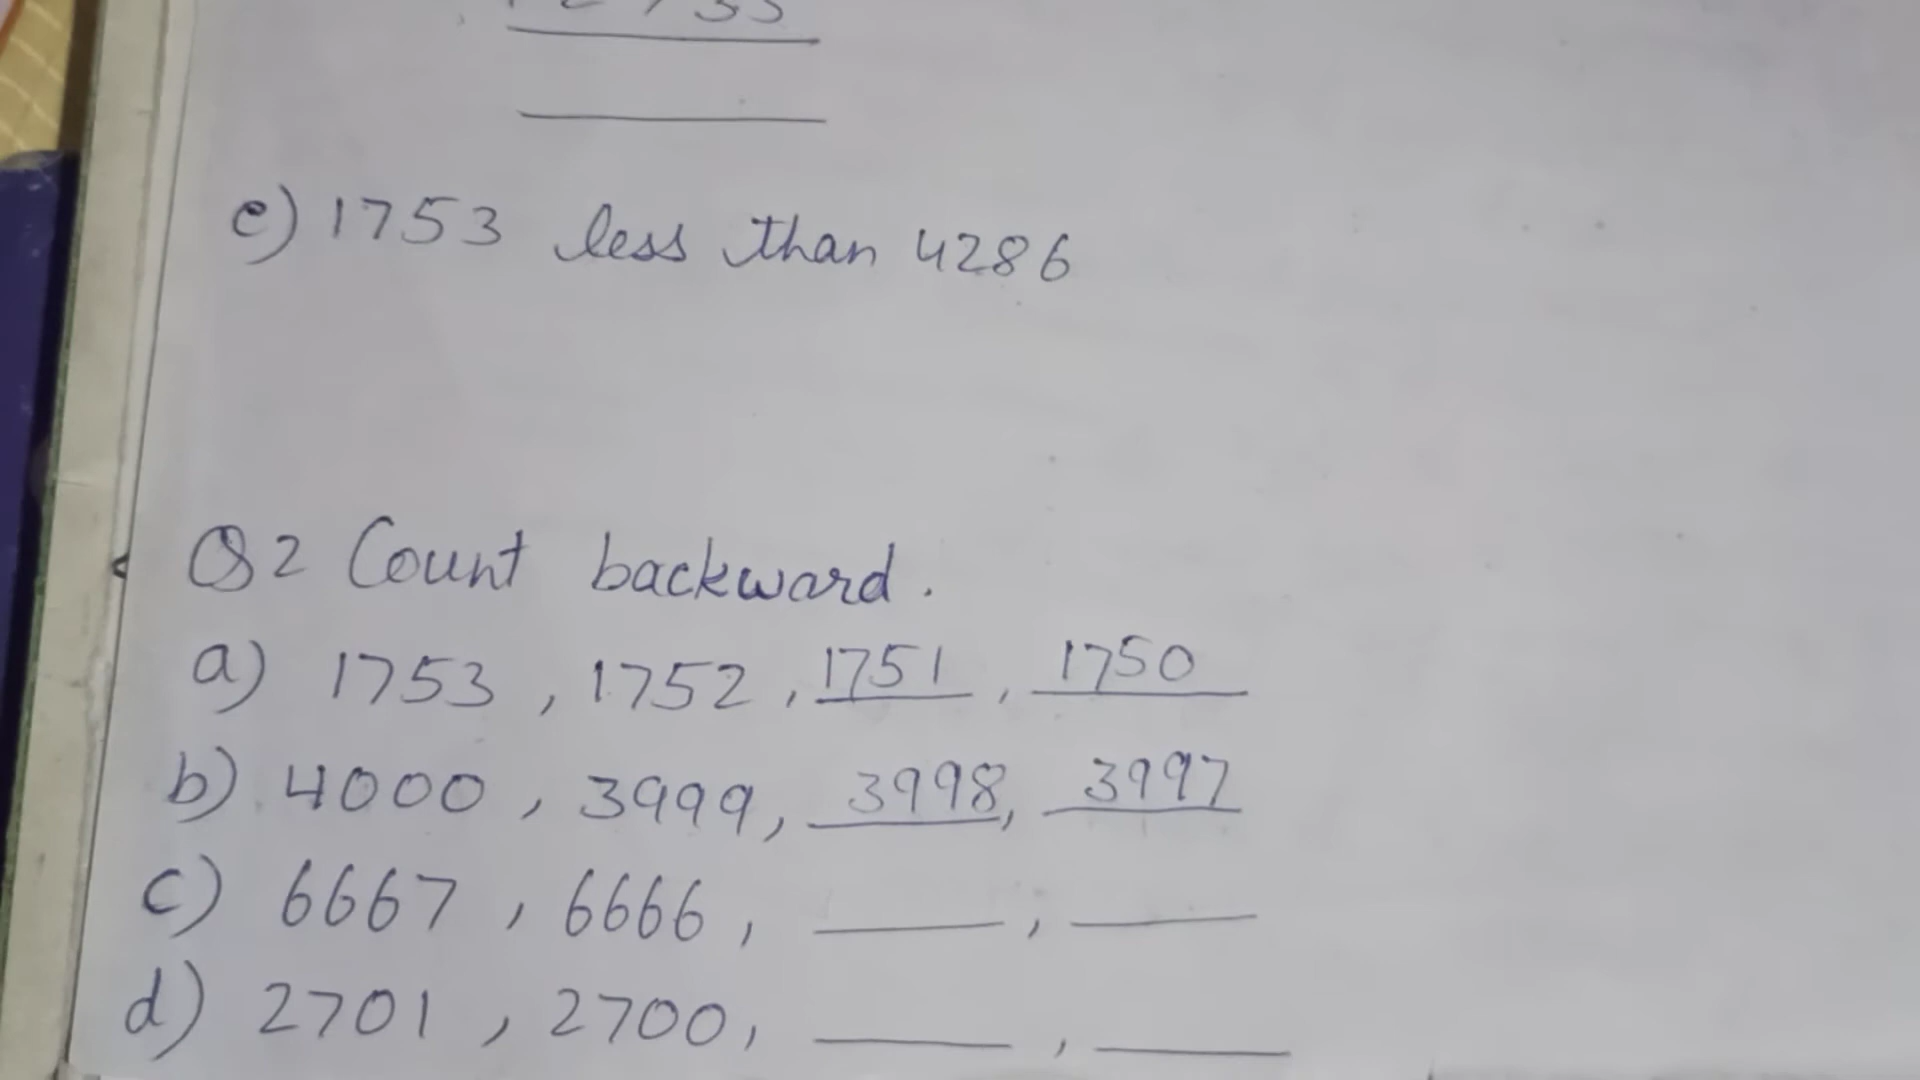 e) 1753 less than 4286
Q2 Count backward.
a) 1753, 1752, 1751, 1750
b) 4000, 3999, 3998, 3997
c) 6667, 6666, ____, ____
d) 2701, 2700, ____, ____